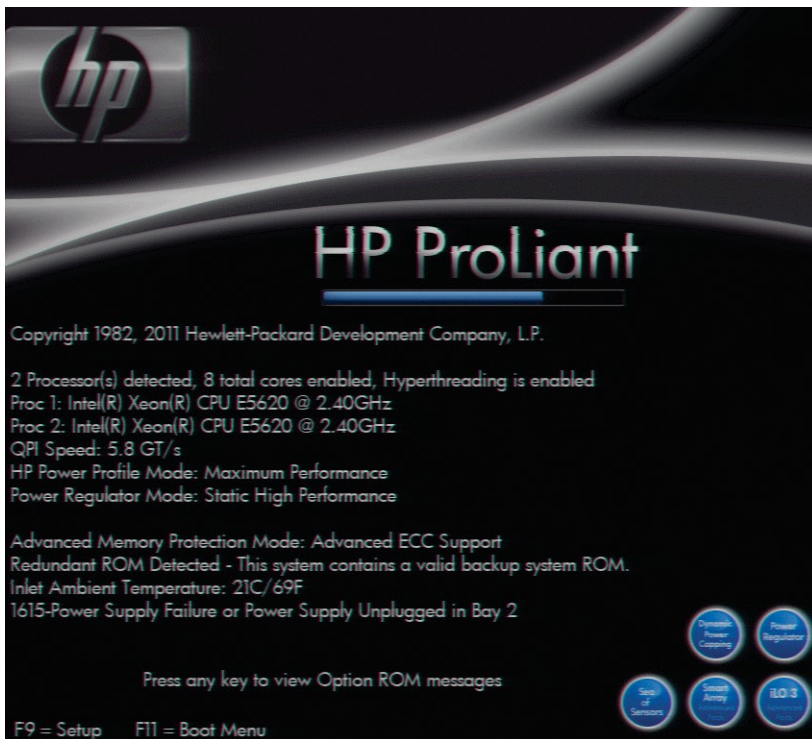 hp
HP ProLiant
Copyright 1982, 2011 Hewlett-Packard Development Company, L.P.
2 Processor(s) detected, 8 total cores enabled, Hyperthreading is enabled
Proc 1: Intel(R) Xeon(R) CPU E5620 @ 2.40GHz
Proc 2: Intel(R) Xeon(R) CPU E5620 @ 2.40GHz
QPI Speed: 5.8 GT/s
HP Power Profile Mode: Maximum Performance
Power Regulator Mode: Static High Performance
Advanced Memory Protection Mode: Advanced ECC Support
Redundant ROM Detected - This system contains a valid backup system ROM.
Inlet Ambient Temperature: 21C/69F
1615-Power Supply Failure or Power Supply Unplugged in Bay 2
Dynamic
Power
Capping
Power
Regulator
Press any key to view Option ROM messages
Sea
of
Sensors
Smart
Array
iLO 3
F9 = Setup
F11 = Boot Menu